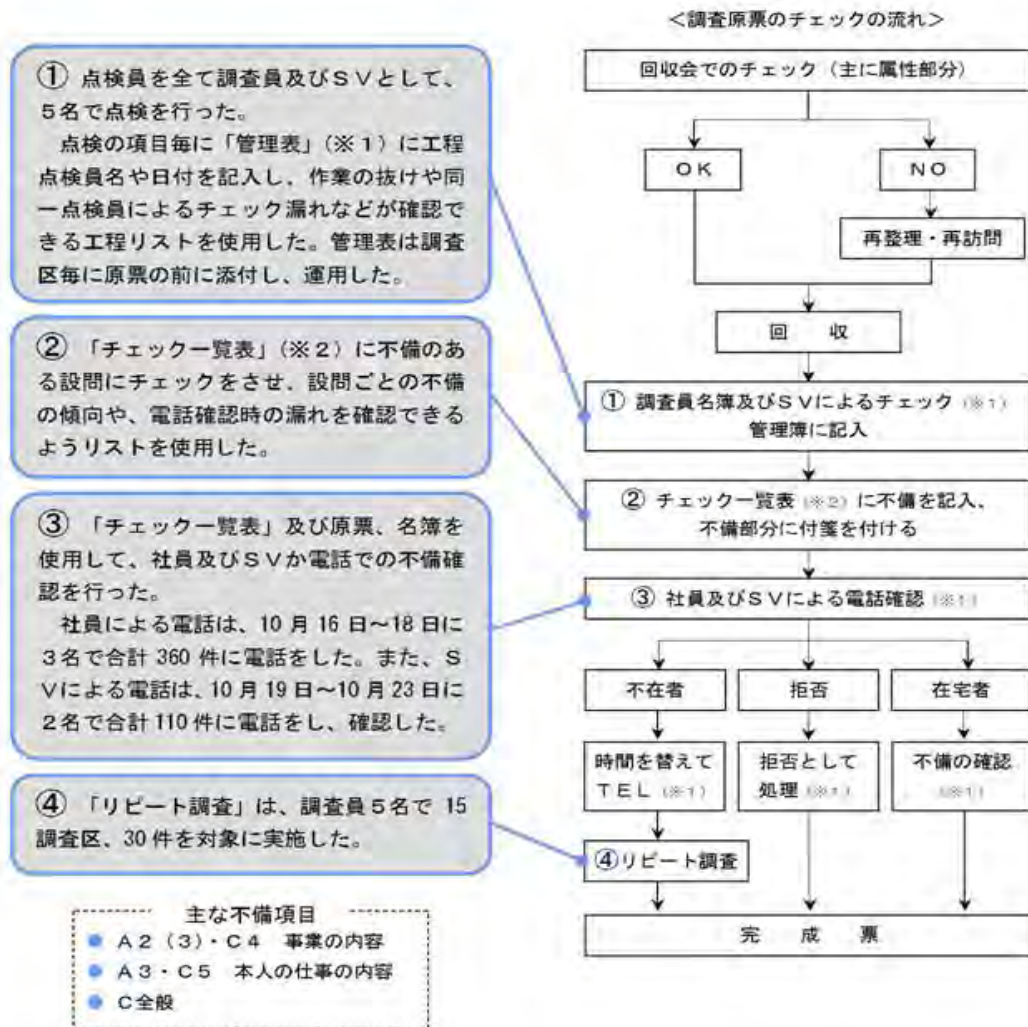 <調査原票のチェックの流れ>
① 点検員を全て調査員及びSVとして、
5名で点検を行った。
点検の項目毎に「管理表」(※1)に工程
点検員名や日付を記入し、作業の抜けや同
一点検員によるチェック漏れなどが確認で
きる工程リストを使用した。管理表は調査
区毎に原票の前に添付し、運用した。
② 「チェック一覧表」(※2)に不備のあ
る設問にチェックをさせ、設問ごとの不備
の傾向や、電話確認時の漏れを確認できる
ようリストを使用した。
③ 「チェック一覧表」及び原票、名簿を
使用して、社員及びSVか電話での不備確
認を行った。
社員による電話は、10月16日~18日に
3名で合計360件に電話をした。また、S
Vによる電話は、10月19日~10月23日に
2名で合計110件に電話をし、確認した。
④ 「リピート調査」は、調査員5名で 15
調査区、30件を対象に実施した。
主な不備項目
A2(3)・C4 事業の内容
A3・C5 本人の仕事の内容
C全般
回収会でのチェック(主に属性部分)
OK
NO
再整理・再訪問
回 収
① 調査員名簿及びSVによるチェック(※1)
管理簿に記入
② チェック一覧表(※2)に不備を記入、
不備部分に付箋を付ける
③ 社員及びSVによる電話確認(※1)
不在者
拒否
在宅者
時間を替えて
TEL(※1)
拒否として
処理(※1)
不備の確認
(※1)
④リピート調査
完 成 票